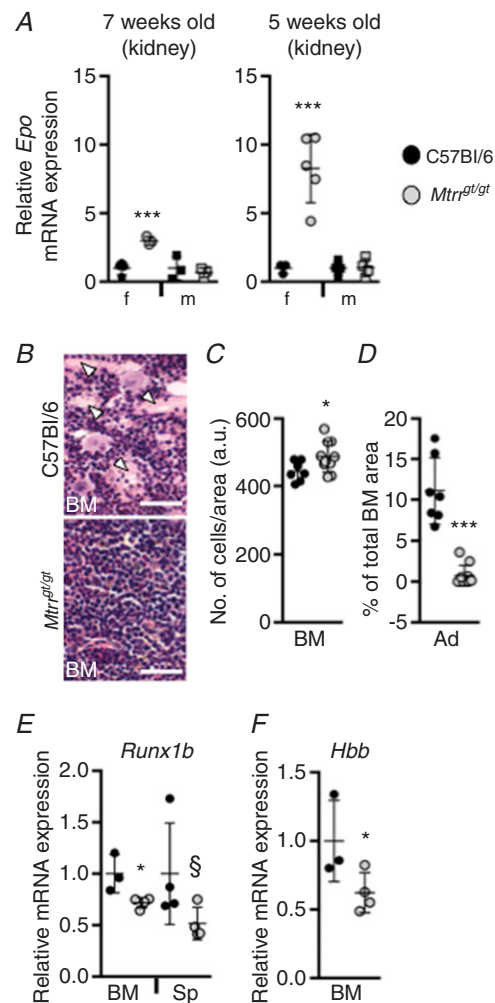 A
7 weeks old
(kidney)
5 weeks old
(kidney)
Relative Epo
mRNA expression
15
10
5
0
***
f
m
15
10
5
0
***
f
m
C57Bl/6
Mtrr^gt/gt
B
C57Bl/6
BM
Mtrr^gt/gt
BM
C
No. of cells/area (a.u.)
600
400
200
0
*
BM
D
% of total BM area
20
15
10
5
0
-5
***
Ad
E
Runx1b
Relative mRNA expression
2.0
1.5
1.0
0.5
0.0
*
§
BM
Sp
F
Hbb
Relative mRNA expression
1.5
1.0
0.5
0.0
*
BM